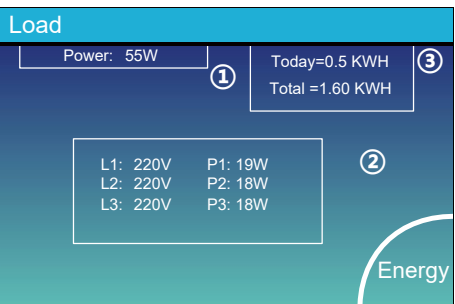 Load
Power: 55W
①
Today=0.5 KWH
Total =1.60 KWH
③
L1: 220V P1: 19W
L2: 220V P2: 18W
L3: 220V P3: 18W
②
Energy